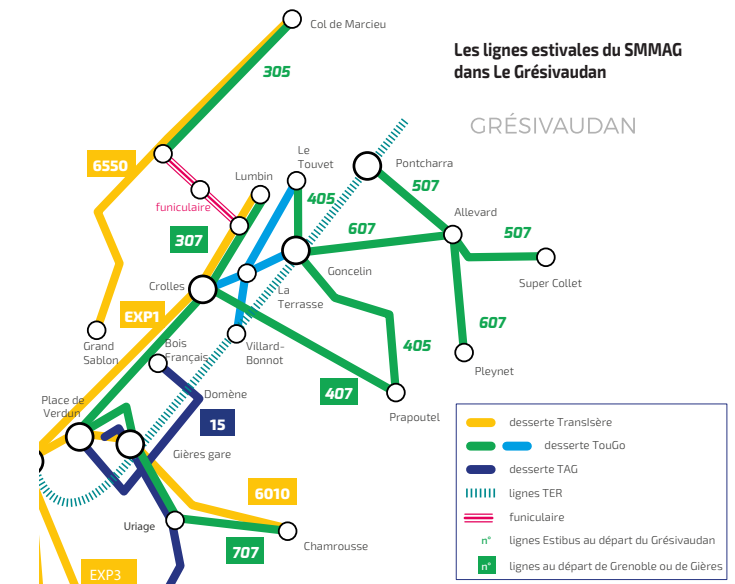 Col de Marcieu
Les lignes estivales du SMMAG
dans Le Grésivaudan
305
GRÉSIVAUDAN
6550
Le
Touvet
Pontcharra
Lumbin
507
funiculaire
405
Allevard
307
607
507
Crolles
Goncelin
Super Collet
La
Terrasse
EXP1
607
Grand
Sablon
Bois
Français
Villard-
Bonnot
405
Pleynet
Place de
Verdun
Domène
407
Prapoutel
15
Gières gare
desserte TransIsère
desserte TouGo
desserte TAG
lignes TER
funiculaire
n° lignes Estibus au départ du Grésivaudan
n° lignes au départ de Grenoble ou de Gières
6010
Uriage
707
Chamrousse
EXP3